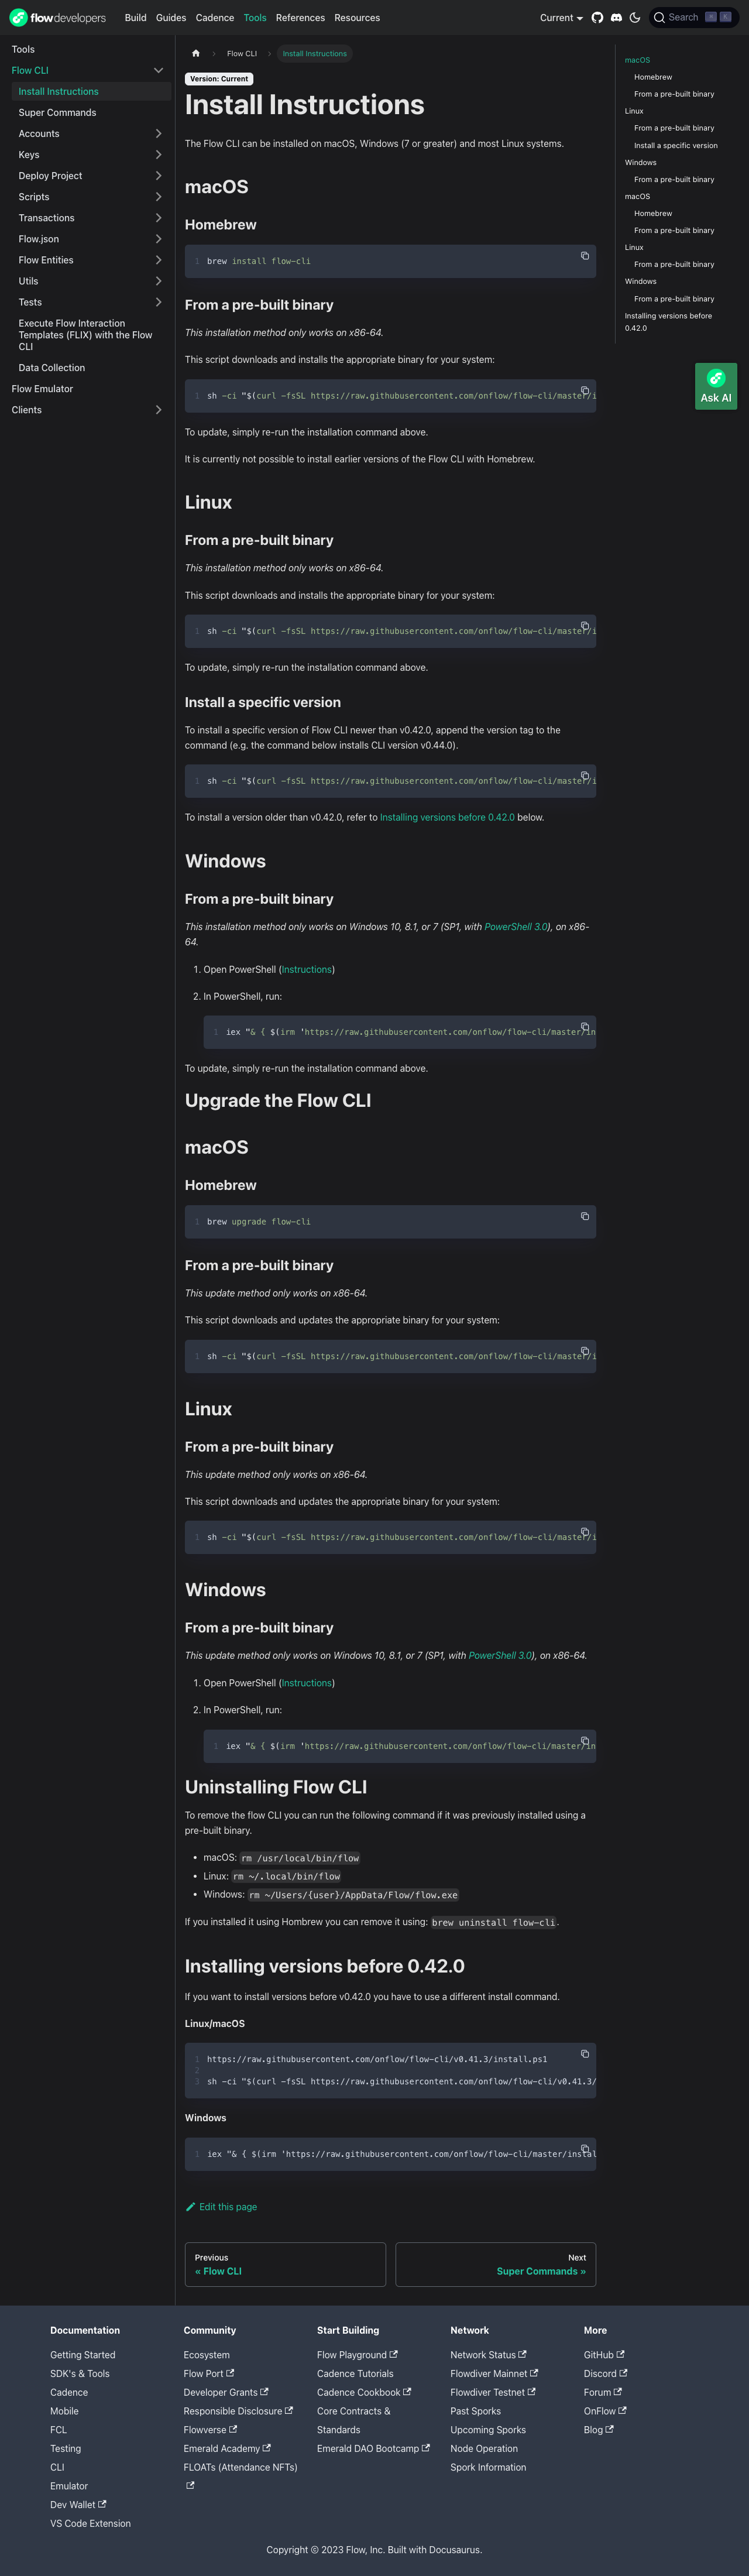 flowdevelopers Build Guides Cadence Tools References Resources Current Search
Tools
Flow CLI
Install Instructions
Super Commands
Accounts
Keys
Deploy Project
Scripts
Transactions
Flow.json
Flow Entities
Utils
Tests
Execute Flow Interaction
Templates (FLIX) with the Flow
CLI
Data Collection
Flow Emulator
Clients
Flow CLI Install Instructions
Version: Current
Install Instructions
The Flow CLI can be installed on macOS, Windows (7 or greater) and most Linux systems.
macOS
Homebrew
1 brew install flow-cli
From a pre-built binary
This installation method only works on x86-64.
This script downloads and installs the appropriate binary for your system:
1 sh -ci "$(curl -fsSL https://raw.githubusercontent.com/onflow/flow-cli/master/i
To update, simply re-run the installation command above.
It is currently not possible to install earlier versions of the Flow CLI with Homebrew.
Linux
From a pre-built binary
This installation method only works on x86-64.
This script downloads and installs the appropriate binary for your system:
1 sh -ci "$(curl -fsSL https://raw.githubusercontent.com/onflow/flow-cli/master/i
To update, simply re-run the installation command above.
Install a specific version
To install a specific version of Flow CLI newer than v0.42.0, append the version tag to the
command (e.g. the command below installs CLI version v0.44.0).
1 sh -ci "$(curl -fsSL https://raw.githubusercontent.com/onflow/flow-cli/master/i
To install a version older than v0.42.0, refer to Installing versions before 0.42.0 below.
Windows
From a pre-built binary
This installation method only works on Windows 10, 8.1, or 7 (SP1, with PowerShell 3.0), on x86-
64.
1. Open PowerShell (Instructions)
2. In PowerShell, run:
1 iex "& { $(irm 'https://raw.githubusercontent.com/onflow/flow-cli/master/in
To update, simply re-run the installation command above.
Upgrade the Flow CLI
macOS
Homebrew
1 brew upgrade flow-cli
From a pre-built binary
This update method only works on x86-64.
This script downloads and updates the appropriate binary for your system:
1 sh -ci "$(curl -fsSL https://raw.githubusercontent.com/onflow/flow-cli/master/i
Linux
From a pre-built binary
This update method only works on x86-64.
This script downloads and updates the appropriate binary for your system:
1 sh -ci "$(curl -fsSL https://raw.githubusercontent.com/onflow/flow-cli/master/i
Windows
From a pre-built binary
This update method only works on Windows 10, 8.1, or 7 (SP1, with PowerShell 3.0), on x86-64.
1. Open PowerShell (Instructions)
2. In PowerShell, run:
1 iex "& { $(irm 'https://raw.githubusercontent.com/onflow/flow-cli/master/in
Uninstalling Flow CLI
To remove the flow CLI you can run the following command if it was previously installed using a
pre-built binary.
• macOS: rm /usr/local/bin/flow
• Linux: rm ~/.local/bin/flow
• Windows: rm ~/Users/{user}/AppData/Flow/flow.exe
If you installed it using Hombrew you can remove it using: brew uninstall flow-cli.
Installing versions before 0.42.0
If you want to install versions before v0.42.0 you have to use a different install command.
Linux/macOS
1 https://raw.githubusercontent.com/onflow/flow-cli/v0.41.3/install.ps1
2
3 sh -ci "$(curl -fsSL https://raw.githubusercontent.com/onflow/flow-cli/v0.41.3/
Windows
1 iex "& { $(irm 'https://raw.githubusercontent.com/onflow/flow-cli/master/instal
Edit this page
Previous
« Flow CLI
Next
Super Commands »
macOS
Homebrew
From a pre-built binary
Linux
From a pre-built binary
Install a specific version
Windows
From a pre-built binary
macOS
Homebrew
From a pre-built binary
Linux
From a pre-built binary
Windows
From a pre-built binary
Installing versions before
0.42.0
Ask AI
Documentation
Getting Started
SDK's & Tools
Cadence
Mobile
FCL
Testing
CLI
Emulator
Dev Wallet
VS Code Extension
Community
Ecosystem
Flow Port
Developer Grants
Responsible Disclosure
Flowverse
Emerald Academy
FLOATs (Attendance NFTs)
Start Building
Flow Playground
Cadence Tutorials
Cadence Cookbook
Core Contracts &
Standards
Emerald DAO Bootcamp
Network
Network Status
Flowdiver Mainnet
Flowdiver Testnet
Past Sporks
Upcoming Sporks
Node Operation
Spork Information
More
GitHub
Discord
Forum
OnFlow
Blog
Copyright © 2023 Flow, Inc. Built with Docusaurus.